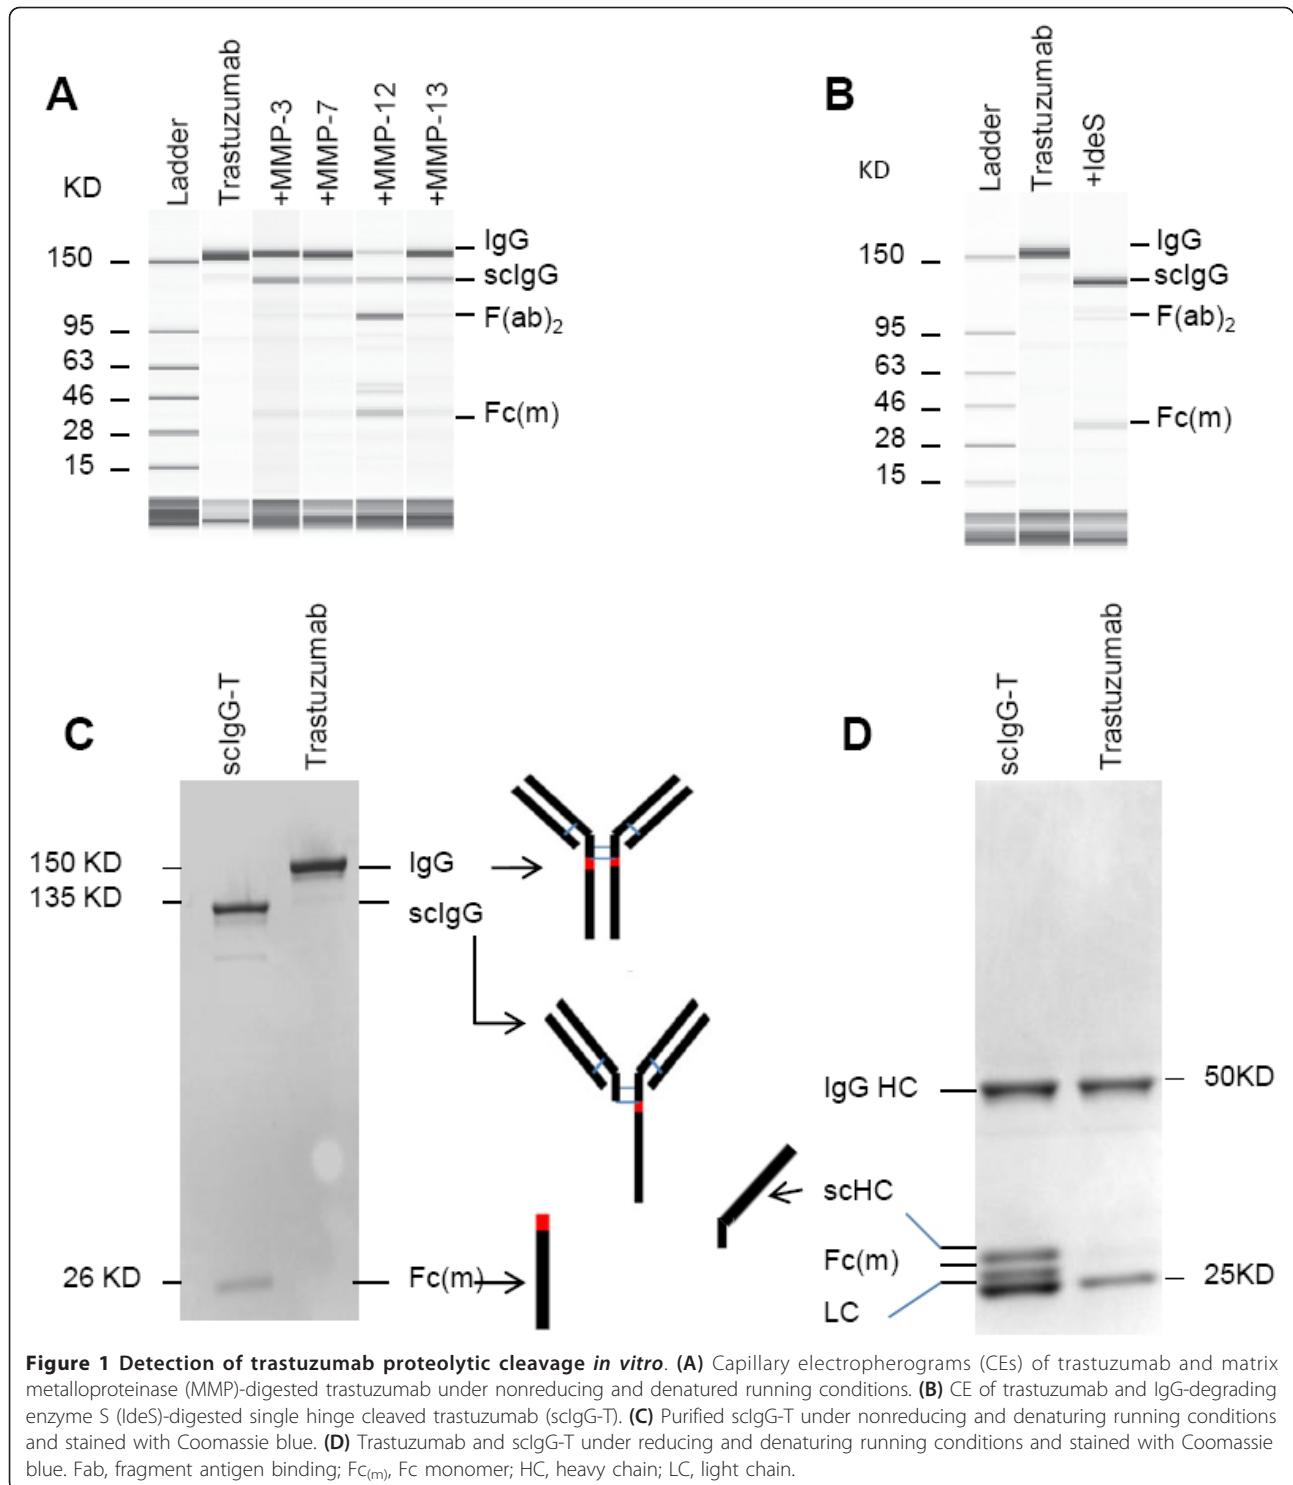 A
KD
Ladder
Trastuzumab
+MMP-3
+MMP-7
+MMP-12
+MMP-13
150
95
63
46
28
15
IgG
scIgG
F(ab)2
Fc(m)
B
KD
Ladder
Trastuzumab
+IdeS
150
95
63
46
28
15
IgG
scIgG
F(ab)2
Fc(m)
C
scIgG-T
Trastuzumab
150 KD
135 KD
26 KD
IgG
scIgG
Fc(m)
D
scIgG-T
Trastuzumab
IgG HC
scHC
Fc(m)
LC
50KD
25KD
Figure 1 Detection of trastuzumab proteolytic cleavage in vitro. (A) Capillary electropherograms (CEs) of trastuzumab and matrix
metalloproteinase (MMP)-digested trastuzumab under nonreducing and denatured running conditions. (B) CE of trastuzumab and IgG-degrading
enzyme S (IdeS)-digested single hinge cleaved trastuzumab (scIgG-T). (C) Purified scIgG-T under nonreducing and denaturing running conditions
and stained with Coomassie blue. (D) Trastuzumab and scIgG-T under reducing and denaturing running conditions and stained with Coomassie
blue. Fab, fragment antigen binding; Fc(m), Fc monomer; HC, heavy chain; LC, light chain.